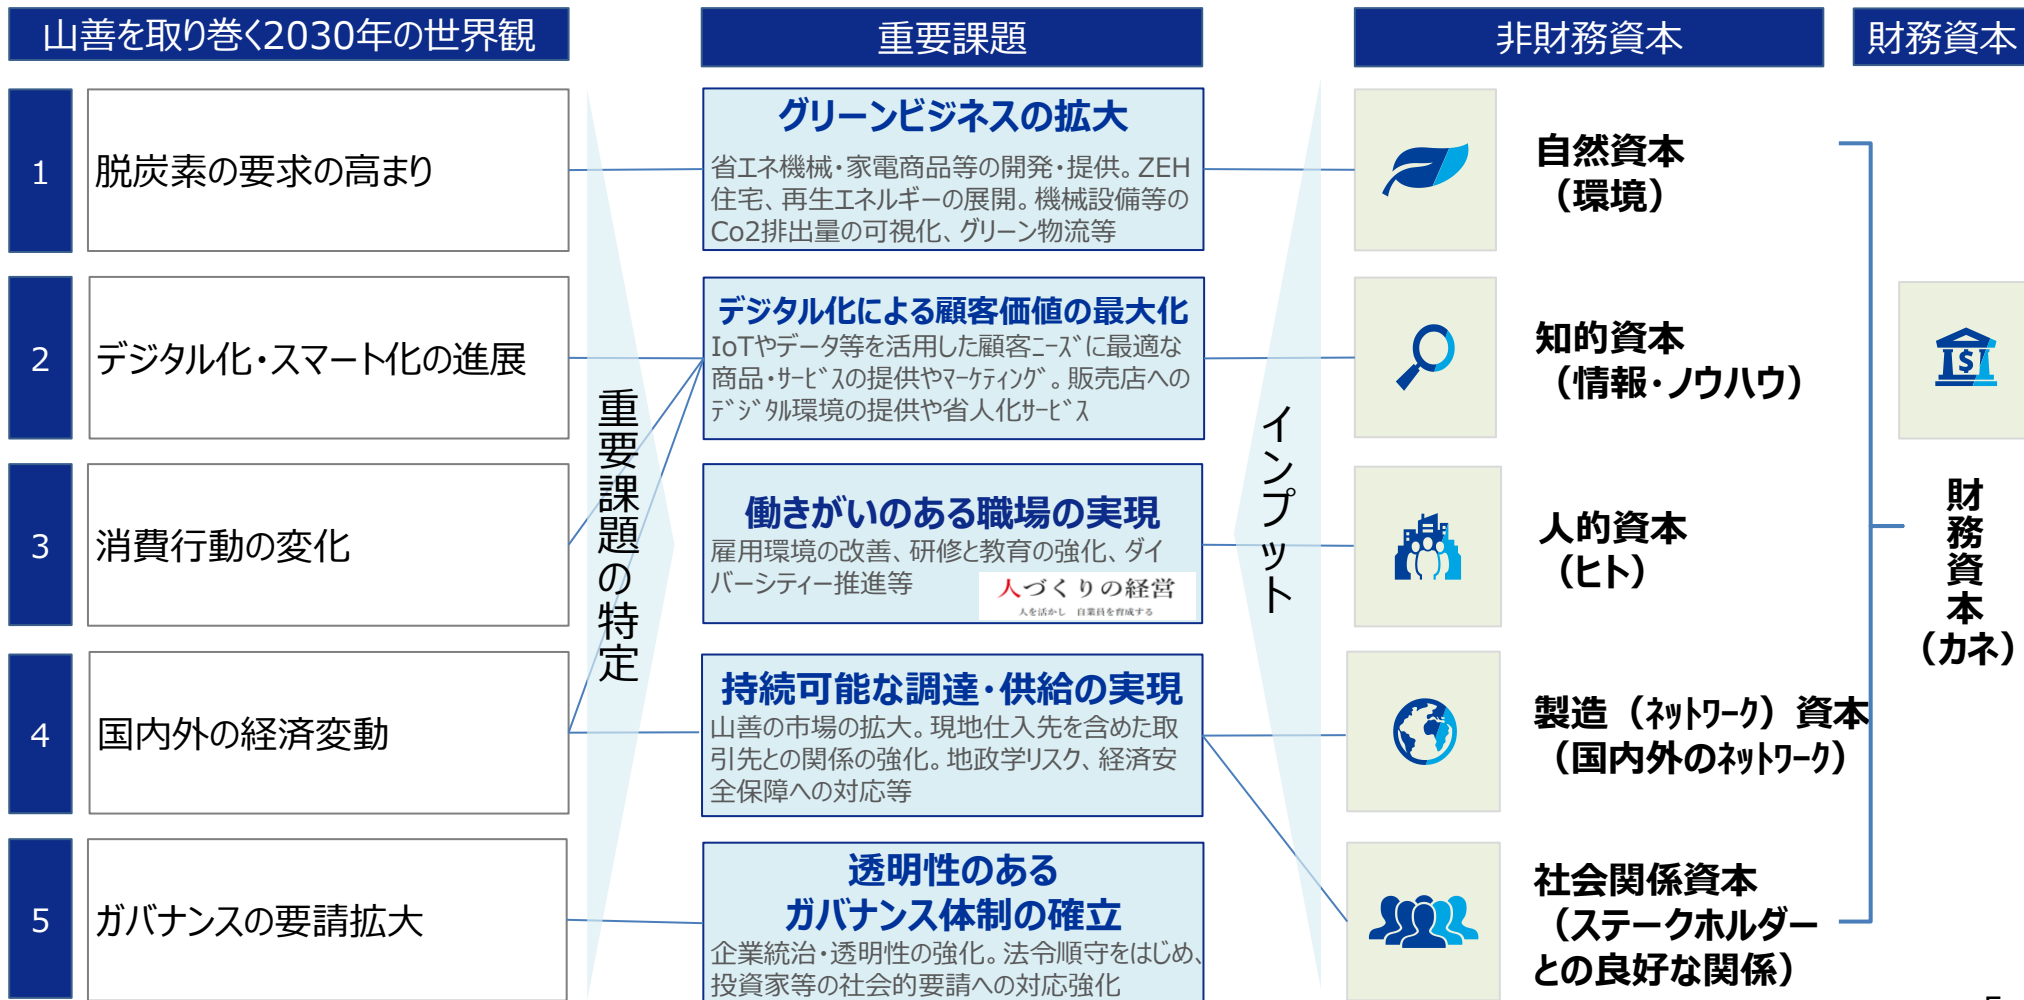 山善を取り巻く2030年の世界観
重要課題
非財務資本
財務資本
1
脱炭素の要求の高まり
グリーンビジネスの拡大
省エネ機械・家電商品等の開発・提供。ZEH
住宅、再生エネルギーの展開。機械設備等の
Co2排出量の可視化、グリーン物流等
自然資本
（環境）
2
デジタル化・スマート化の進展
デジタル化による顧客価値の最大化
IoTやデータ等を活用した顧客ﾆｰｽﾞに最適な
商品・ｻｰﾋﾞｽの提供やﾏｰｹﾃｨﾝｸﾞ。販売店への
ﾃﾞｼﾞﾀﾙ環境の提供や省人化ｻｰﾋﾞｽ
知的資本
（情報・ノウハウ）
3
消費行動の変化
働きがいのある職場の実現
雇用環境の改善、研修と教育の強化、ダイ
バーシティー推進等
人づくりの経営
人を活かし 自業員を育成する
人的資本
（ヒト）
4
国内外の経済変動
持続可能な調達・供給の実現
山善の市場の拡大。現地仕入先を含めた取
引先との関係の強化。地政学リスク、経済安
全保障への対応等
製造（ﾈｯﾄﾜｰｸ）資本
（国内外のﾈｯﾄﾜｰｸ）
5
ガバナンスの要請拡大
透明性のある
ガバナンス体制の確立
企業統治・透明性の強化。法令順守をはじめ、
投資家等の社会的要請への対応強化
社会関係資本
（ステークホルダー
との良好な関係）
重要課題の特定
インプット
$
財務資本
（カネ）